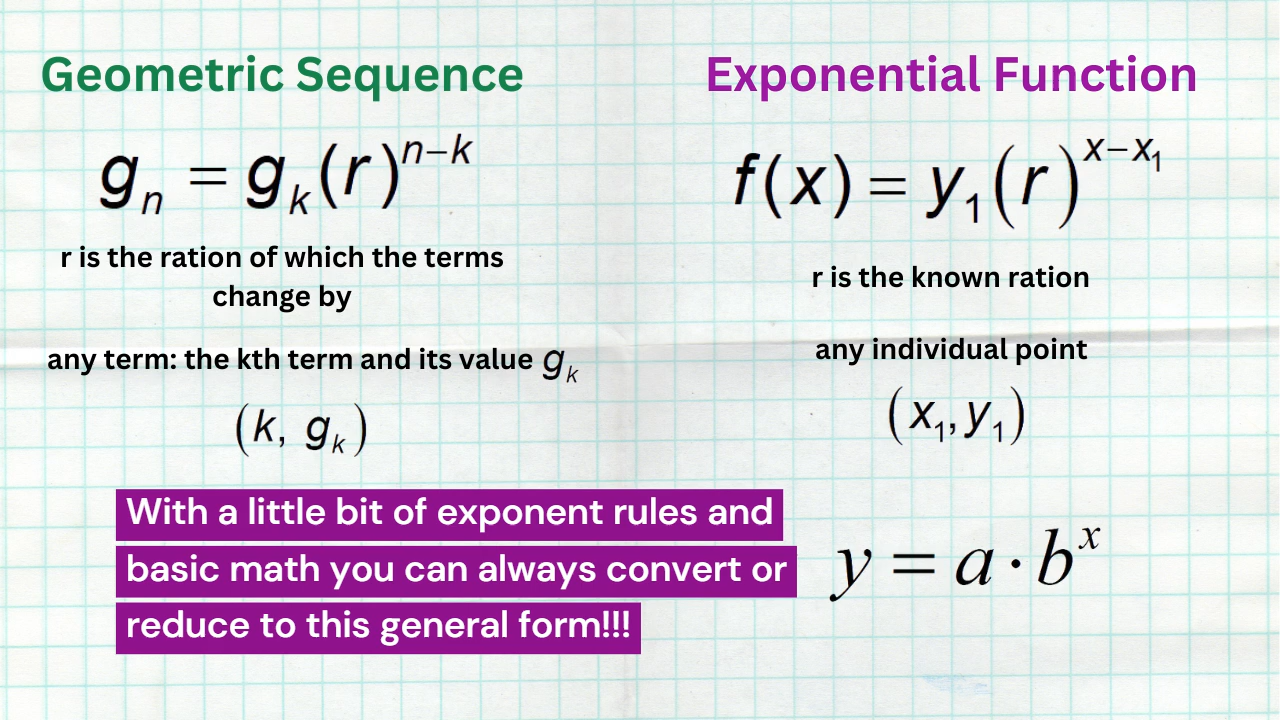 Geometric Sequence
gₙ = gₖ(r)ⁿ⁻ᵏ
r is the ration of which the terms
change by
any term: the kth term and its value gₖ
(k, gₖ)
Exponential Function
f(x) = y₁(r)^(x−x₁)
r is the known ration
any individual point
(x₁, y₁)
With a little bit of exponent rules and
basic math you can always convert or
reduce to this general form!!!
y = a · bˣ